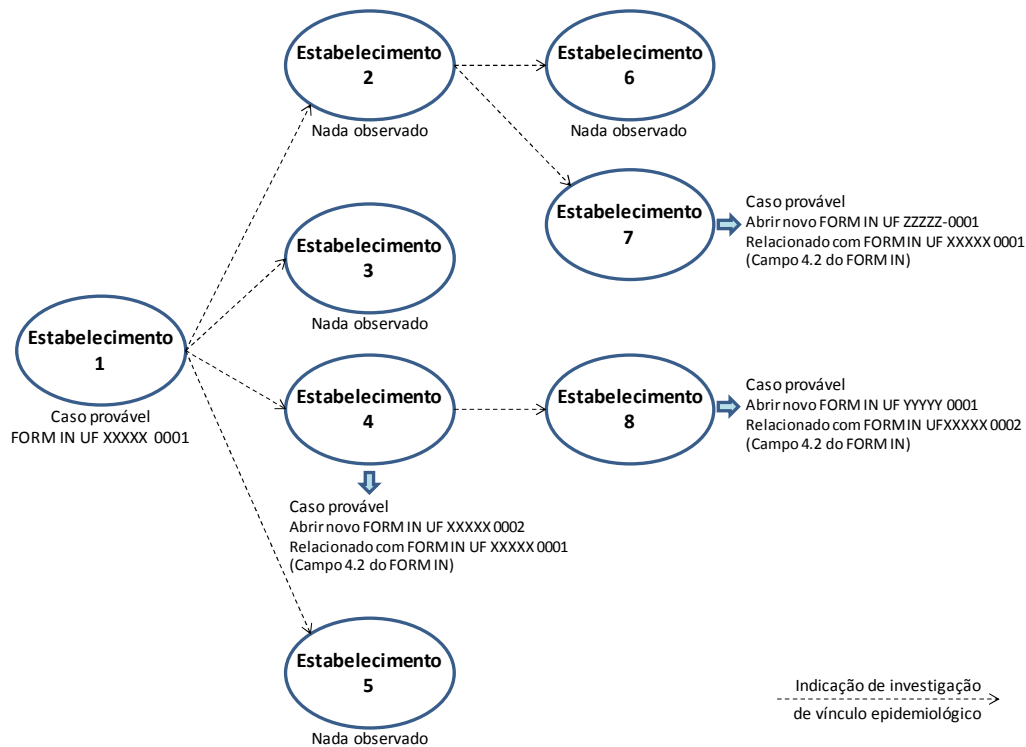 Estabelecimento
2
Nada observado
Estabelecimento
6
Nada observado
Estabelecimento
7
Caso provável
Abrir novo FORM IN UF ZZZZZ-0001
Relacionado com FORM IN UF XXXXX 0001
(Campo 4.2 do FORM IN)
Estabelecimento
3
Nada observado
Estabelecimento
1
Caso provável
FORM IN UF XXXXX 0001
Estabelecimento
4
Caso provável
Abrir novo FORM IN UF XXXXX 0002
Relacionado com FORM IN UF XXXXX 0001
(Campo 4.2 do FORM IN)
Estabelecimento
8
Caso provável
Abrir novo FORM IN UF YYYYY 0001
Relacionado com FORM IN UFXXXXX 0002
(Campo 4.2 do FORM IN)
Estabelecimento
5
Nada observado
Indicação de investigação
de vínculo epidemiológico